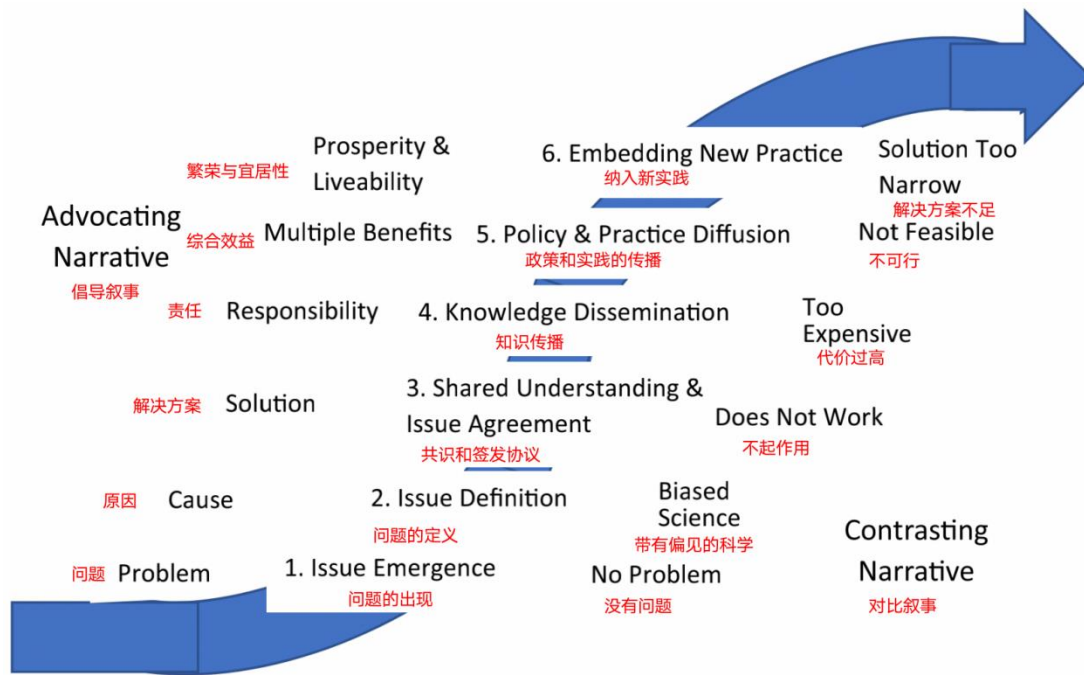 Prosperity &
Liveability
繁荣与宜居性
6. Embedding New Practice
纳入新实践
Solution Too
Narrow
解决方案不足
Advocating
Narrative
倡导叙事
综合效益
Multiple Benefits
5. Policy & Practice Diffusion
政策和实践的传播
Not Feasible
不可行
责任
Responsibility
4. Knowledge Dissemination
知识传播
Too
Expensive
代价过高
解决方案
Solution
3. Shared Understanding &
Issue Agreement
共识和签发协议
Does Not Work
不起作用
原因
Cause
2. Issue Definition
问题的定义
Biased
Science
带有偏见的科学
Contrasting
Narrative
对比叙事
问题
Problem
1. Issue Emergence
问题的出现
No Problem
没有问题